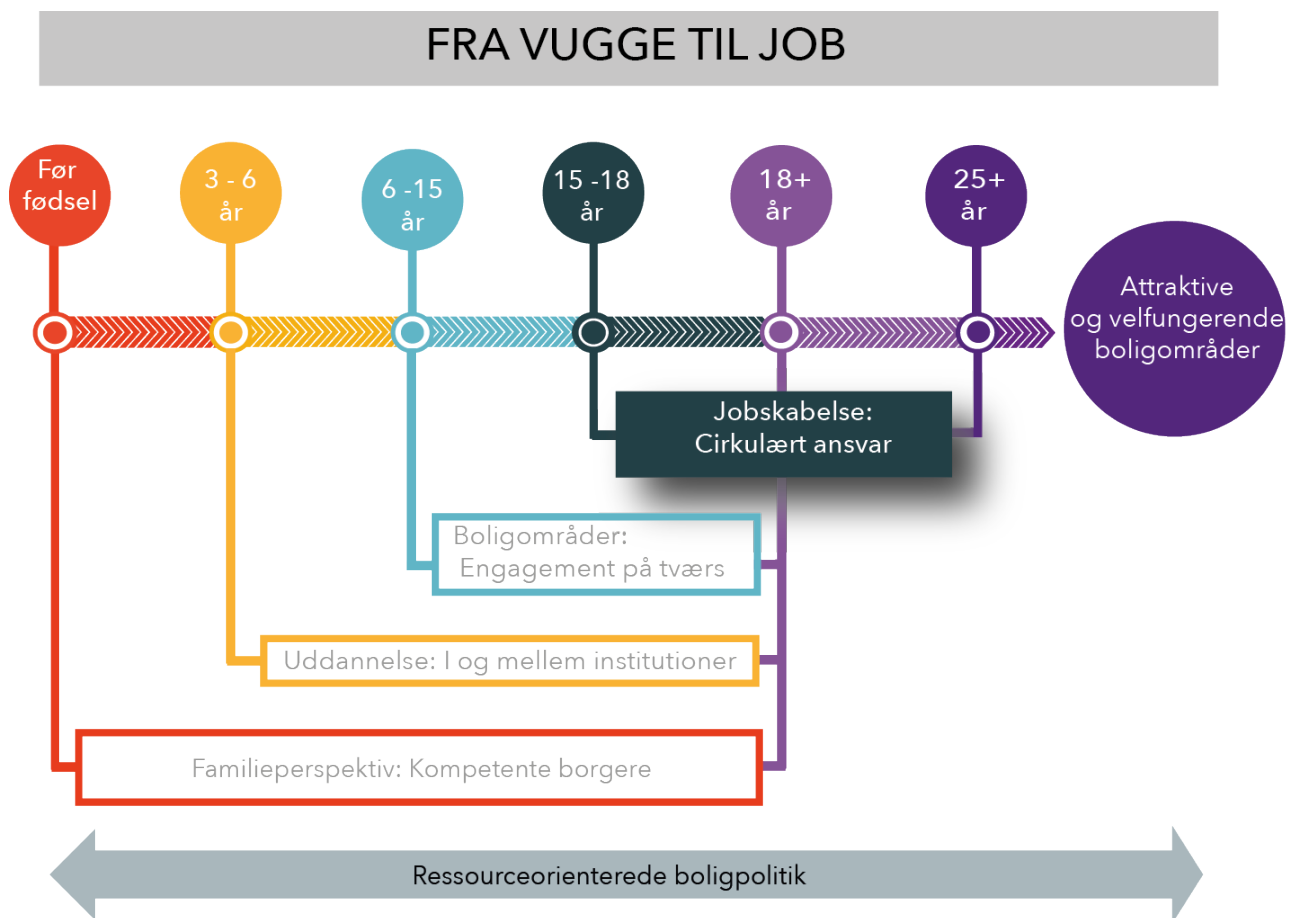 FRA VUGGE TIL JOB
Før
fødsel
3 - 6
år
6 -15
år
15 -18
år
18+
år
25+
år
Attraktive
og velfungerende
boligområder
Jobskabelse:
Cirkulært ansvar
Boligområder:
Engagement på tværs
Uddannelse: I og mellem institutioner
Familieperspektiv: Kompetente borgere
Ressourceorienterede boligpolitik